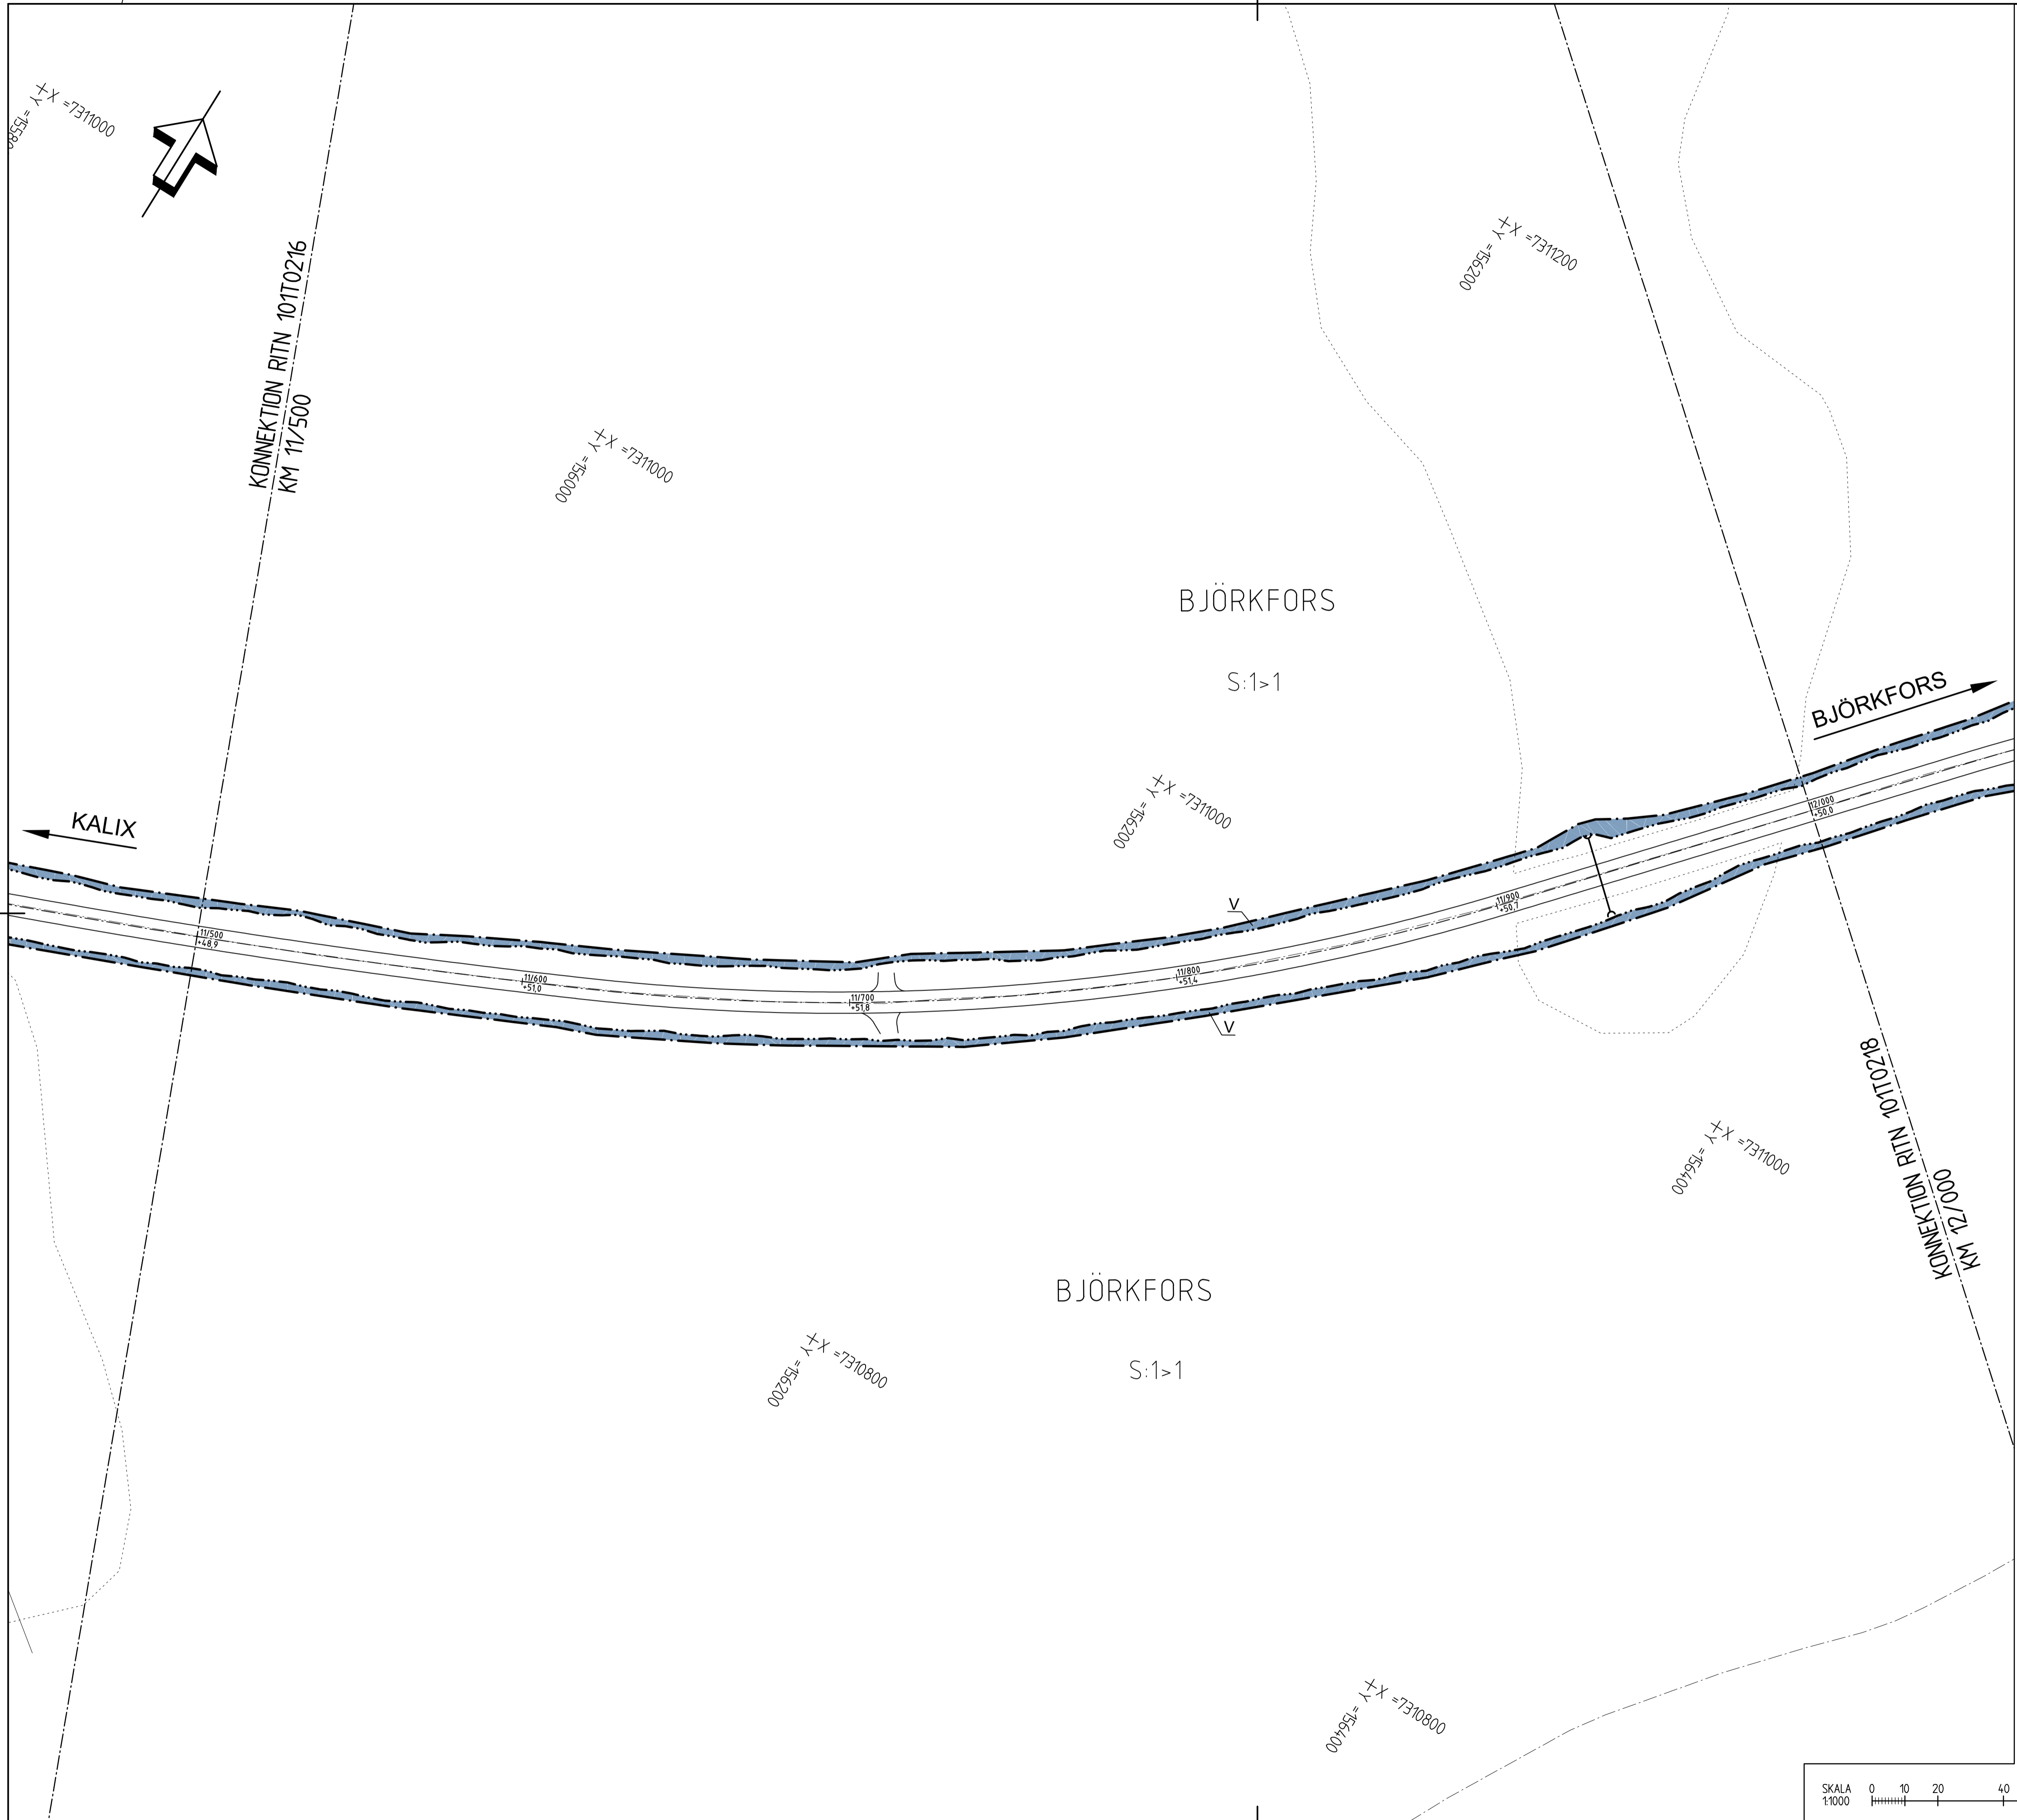 X =7311000
X =7311200
Y =156200
KONNEKTION RITN 101T0216
KM 11/500
X =7311000
Y =156000
BJÖRKFORS
S:1>1
BJÖRKFORS
X =7311000
Y =156200
KALIX
12/000
+50,0
V
11/900
+50,7
11/500
+48,9
11/600
+51,0
11/700
+51,8
11/800
+51,4
V
KONNEKTION RITN 101T0218
KM 12/000
X =7311000
Y =156400
BJÖRKFORS
S:1>1
X =7310800
Y =156200
X =7310800
Y =156400
SKALA 0 10 20 40
1:1000